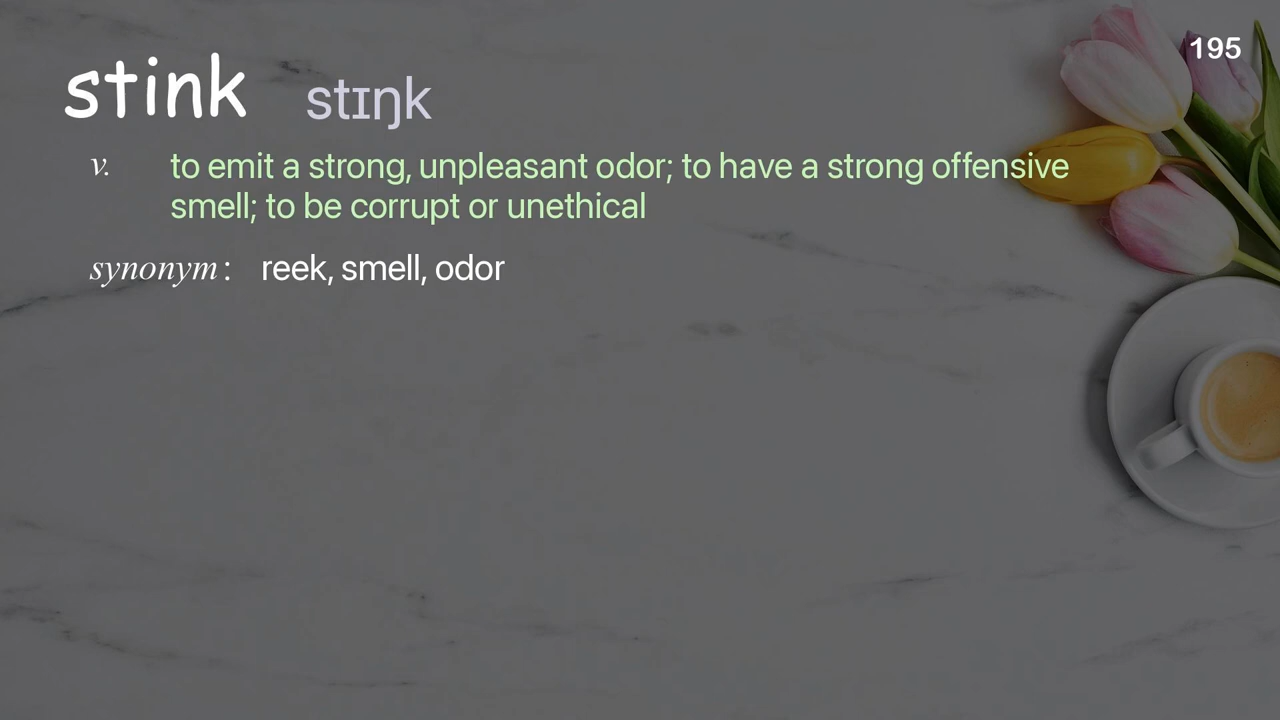 195
stink stɪŋk
v. to emit a strong, unpleasant odor; to have a strong offensive
smell; to be corrupt or unethical
synonym: reek, smell, odor